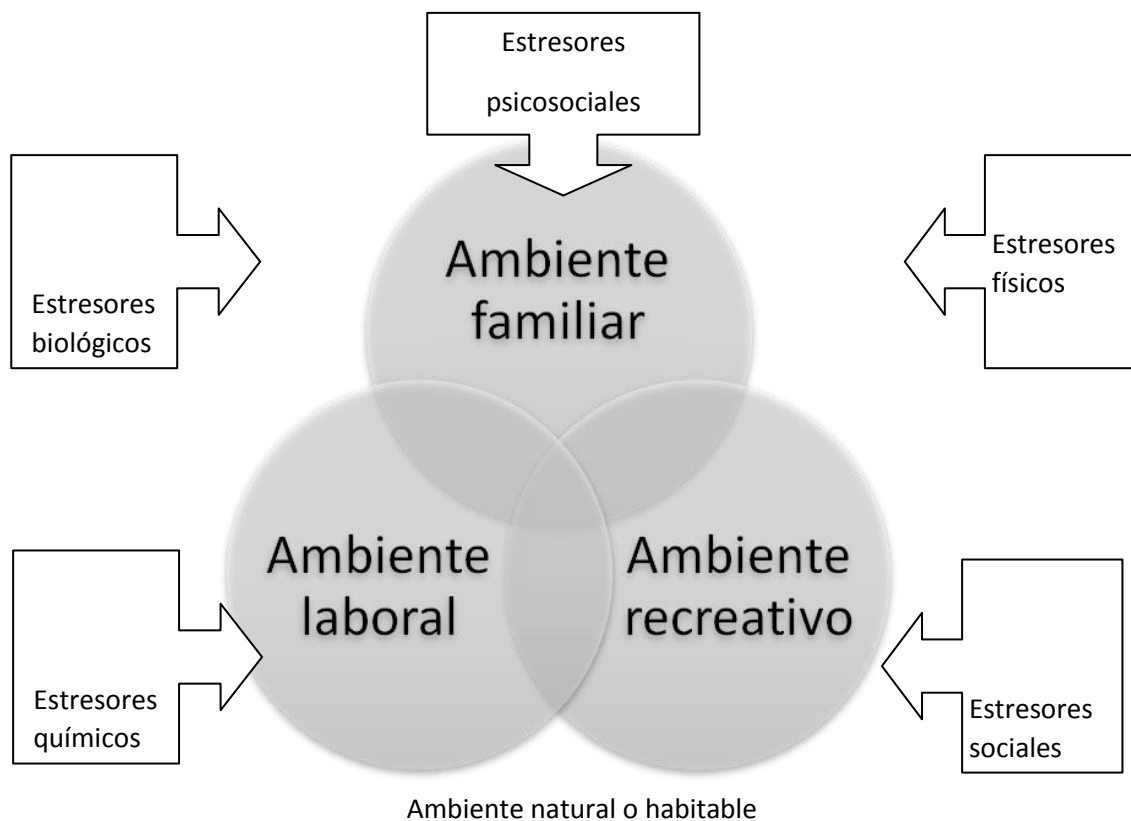 Estresores
psicosociales
Estresores
biológicos
Estresores
físicos
Ambiente
familiar
Ambiente
laboral
Ambiente
recreativo
Estresores
químicos
Estresores
sociales
Ambiente natural o habitable